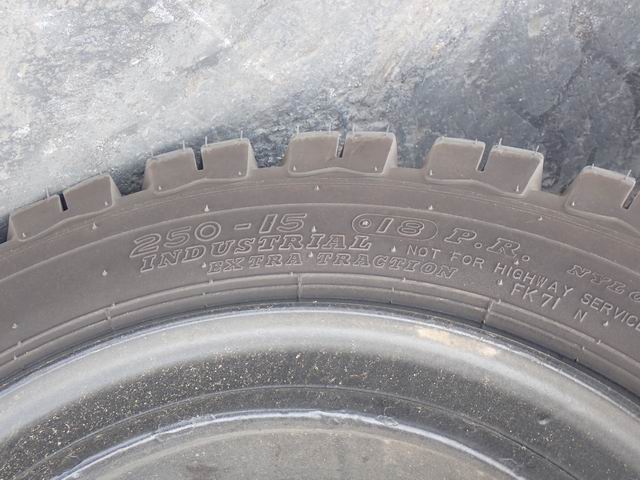 250-15 18 P.R.
INDUSTRIAL
EXTRA TRACTION
NOT FOR HIGHWAY SERVICE
FK71 N